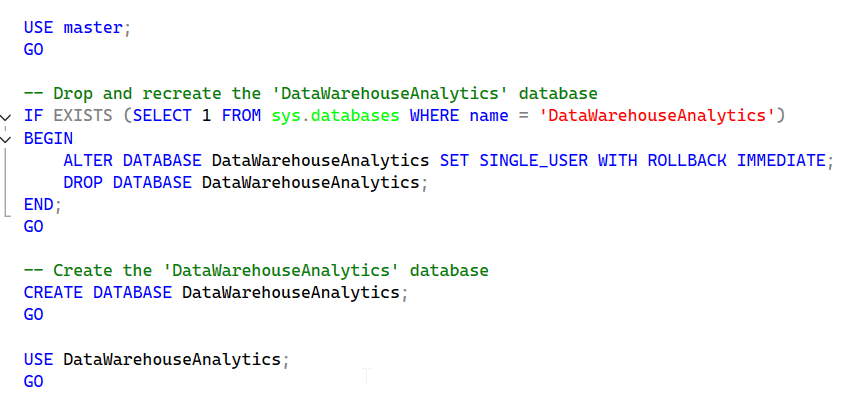 USE master;
GO
-- Drop and recreate the 'DataWarehouseAnalytics' database
IF EXISTS (SELECT 1 FROM sys.databases WHERE name = 'DataWarehouseAnalytics')
BEGIN
    ALTER DATABASE DataWarehouseAnalytics SET SINGLE_USER WITH ROLLBACK IMMEDIATE;
    DROP DATABASE DataWarehouseAnalytics;
END;
GO
-- Create the 'DataWarehouseAnalytics' database
CREATE DATABASE DataWarehouseAnalytics;
GO
USE DataWarehouseAnalytics;
GO